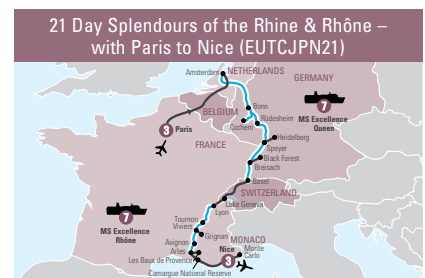 21 Day Splendours of the Rhine & Rhône –
with Paris to Nice (EUTCJPN21)
Amsterdam
NETHERLANDS
GERMANY
Bonn
7
MS Excellence
Queen
BELGIUM
Rüdesheim
Cochem
3 Paris
Heidelberg
Speyer
FRANCE
Black Forest
Breisach
Basel
SWITZERLAND
Lake Geneva
Lyon
7
MS Excellence
Rhône
Tournon
Viviers
Grignan
MONACO
Avignon
Nice
Monte
Carlo
Arles
3
Les Baux de Provence
Camargue National Reserve